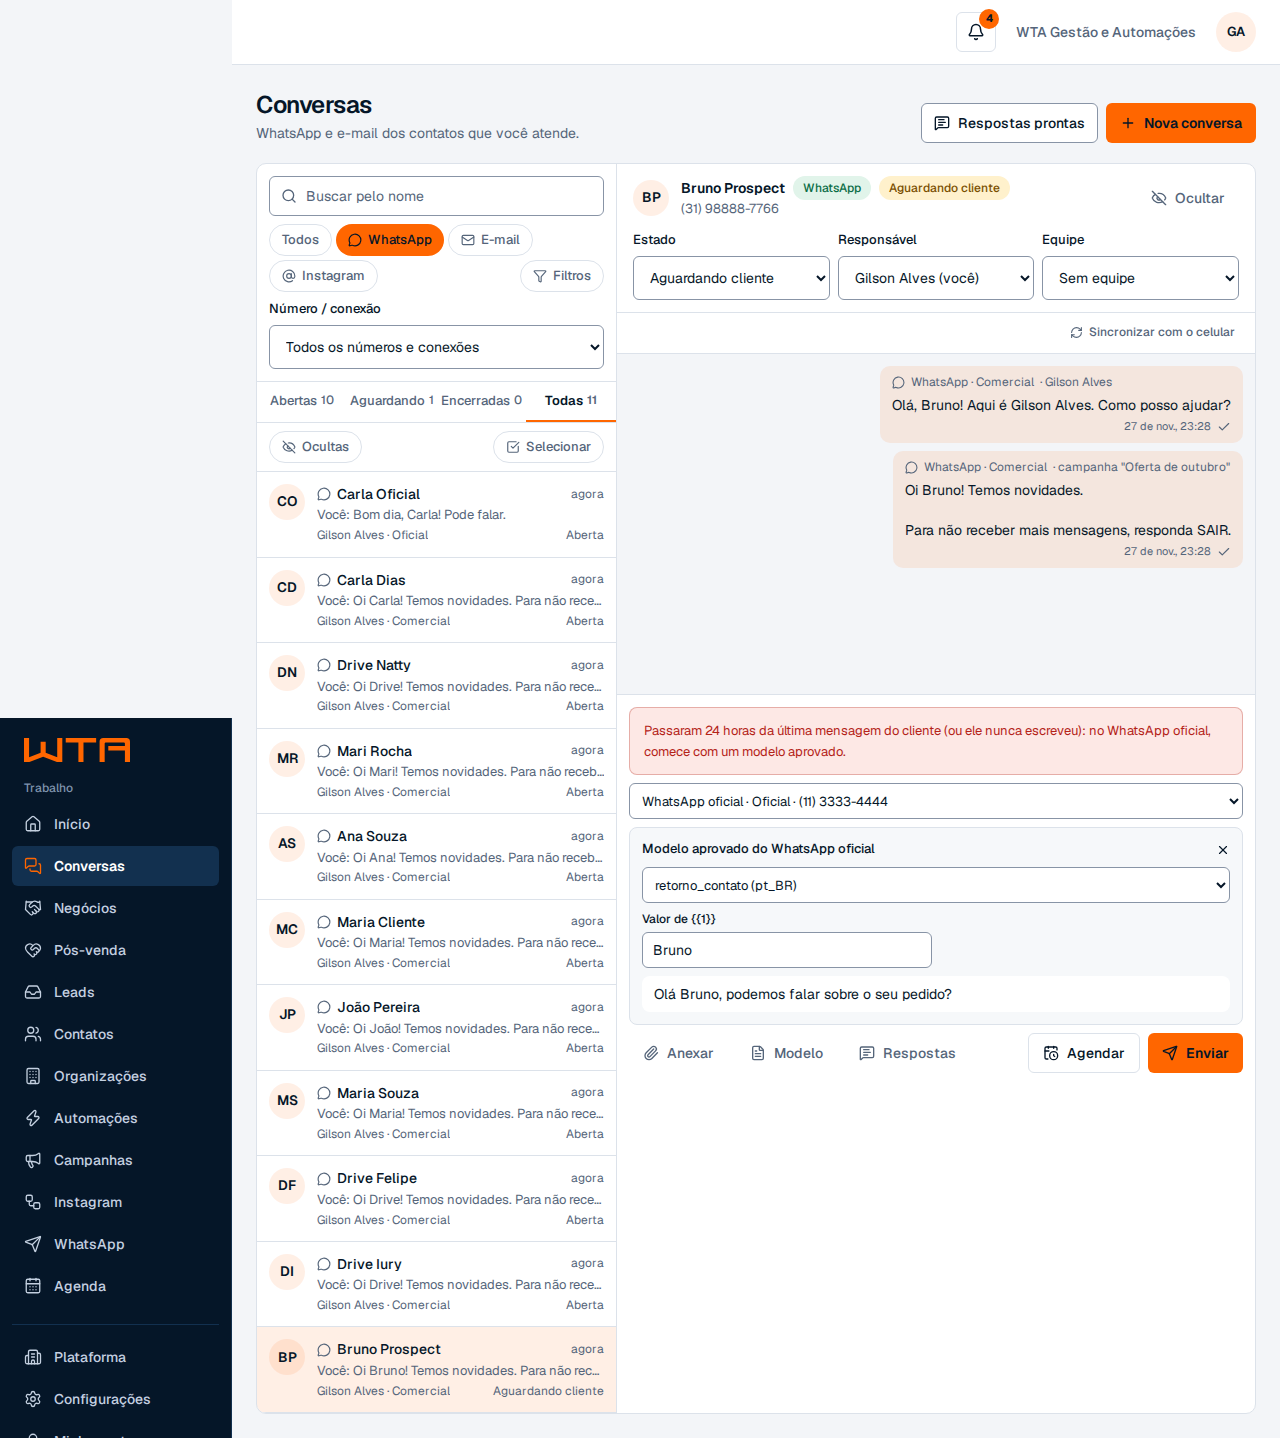 4
WTA Gestão e Automações
GA
Conversas
WhatsApp e e-mail dos contatos que você atende.
Respostas prontas
Nova conversa
Buscar pelo nome
Todos
WhatsApp
E-mail
Instagram
Filtros
Número / conexão
Todos os números e conexões
Abertas 10
Aguardando 1
Encerradas 0
Todas 11
Ocultas
Selecionar
CO
Carla Oficial
agora
Você: Bom dia, Carla! Pode falar.
Gilson Alves · Oficial
Aberta
CD
Carla Dias
agora
Você: Oi Carla! Temos novidades. Para não rece...
Gilson Alves · Comercial
Aberta
DN
Drive Natty
agora
Você: Oi Drive! Temos novidades. Para não rece...
Gilson Alves · Comercial
Aberta
MR
Mari Rocha
agora
Você: Oi Mari! Temos novidades. Para não receb...
Gilson Alves · Comercial
Aberta
AS
Ana Souza
agora
Você: Oi Ana! Temos novidades. Para não receb...
Gilson Alves · Comercial
Aberta
MC
Maria Cliente
agora
Você: Oi Maria! Temos novidades. Para não rece...
Gilson Alves · Comercial
Aberta
JP
João Pereira
agora
Você: Oi João! Temos novidades. Para não rece...
Gilson Alves · Comercial
Aberta
MS
Maria Souza
agora
Você: Oi Maria! Temos novidades. Para não rece...
Gilson Alves · Comercial
Aberta
DF
Drive Felipe
agora
Você: Oi Drive! Temos novidades. Para não rece...
Gilson Alves · Comercial
Aberta
DI
Drive Iury
agora
Você: Oi Drive! Temos novidades. Para não rece...
Gilson Alves · Comercial
Aberta
BP
Bruno Prospect
agora
Você: Oi Bruno! Temos novidades. Para não rec...
Gilson Alves · Comercial
Aguardando cliente
BP
Bruno Prospect
WhatsApp
Aguardando cliente
(31) 98888-7766
Ocultar
Estado
Responsável
Equipe
Aguardando cliente
Gilson Alves (você)
Sem equipe
Sincronizar com o celular
WhatsApp · Comercial · Gilson Alves
Olá, Bruno! Aqui é Gilson Alves. Como posso ajudar?
27 de nov., 23:28
WhatsApp · Comercial · campanha "Oferta de outubro"
Oi Bruno! Temos novidades.
Para não receber mais mensagens, responda SAIR.
27 de nov., 23:28
Passaram 24 horas da última mensagem do cliente (ou ele nunca escreveu): no WhatsApp oficial,
comece com um modelo aprovado.
WhatsApp oficial · Oficial · (11) 3333-4444
Modelo aprovado do WhatsApp oficial
retorno_contato (pt_BR)
Valor de {{1}}
Bruno
Olá Bruno, podemos falar sobre o seu pedido?
Anexar
Modelo
Respostas
Agendar
Enviar
WTA
Trabalho
Início
Conversas
Negócios
Pós-venda
Leads
Contatos
Organizações
Automações
Campanhas
Instagram
WhatsApp
Agenda
Plataforma
Configurações